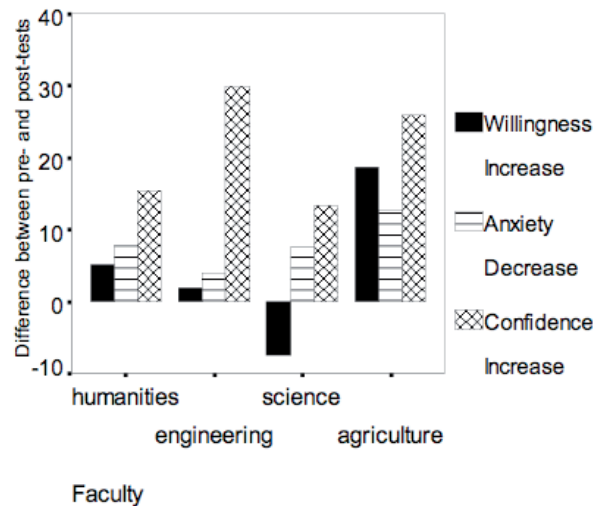 Difference between pre- and post-tests
40
30
20
10
0
-10
humanities
science
engineering
agriculture
Faculty
Willingness
Increase
Anxiety
Decrease
Confidence
Increase